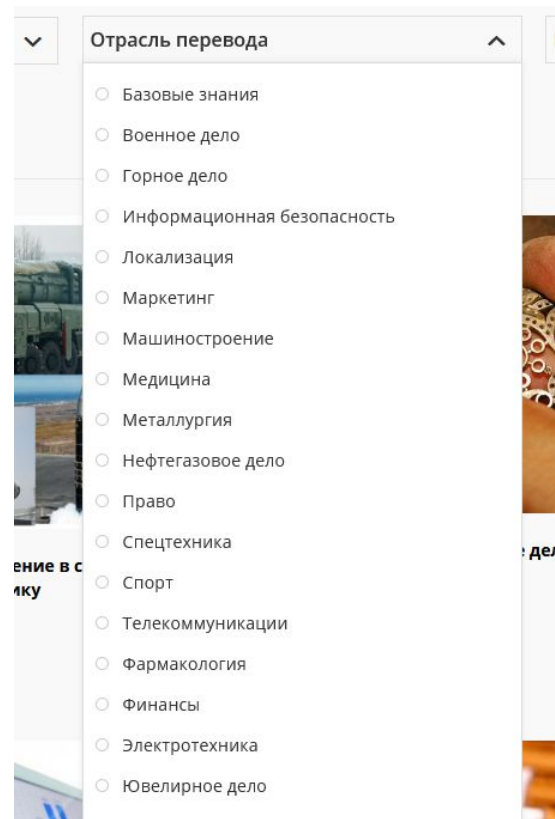 Отрасль перевода
Базовые знания
Военное дело
Горное дело
Информационная безопасность
Локализация
Маркетинг
Машиностроение
Медицина
Металлургия
Нефтегазовое дело
Право
Спецтехника
Спорт
Телекоммуникации
Фармакология
Финансы
Электротехника
Ювелирное дело